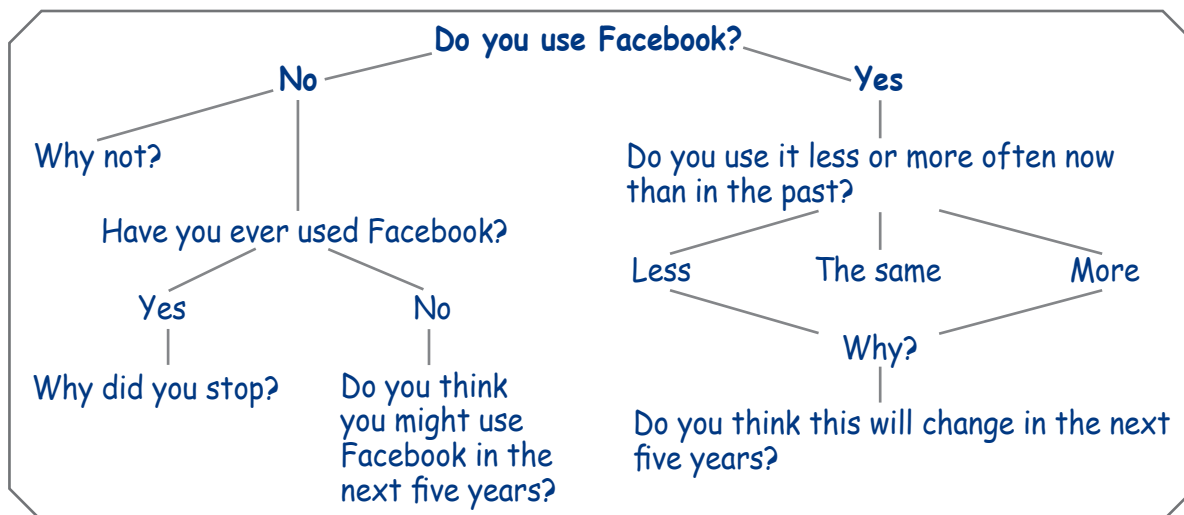 Do you use Facebook?
No
Yes
Why not?
Do you use it less or more often now
than in the past?
Have you ever used Facebook?
Less
The same
More
Yes
No
Why?
Why did you stop?
Do you think
you might use
Facebook in the
next five years?
Do you think this will change in the next
five years?